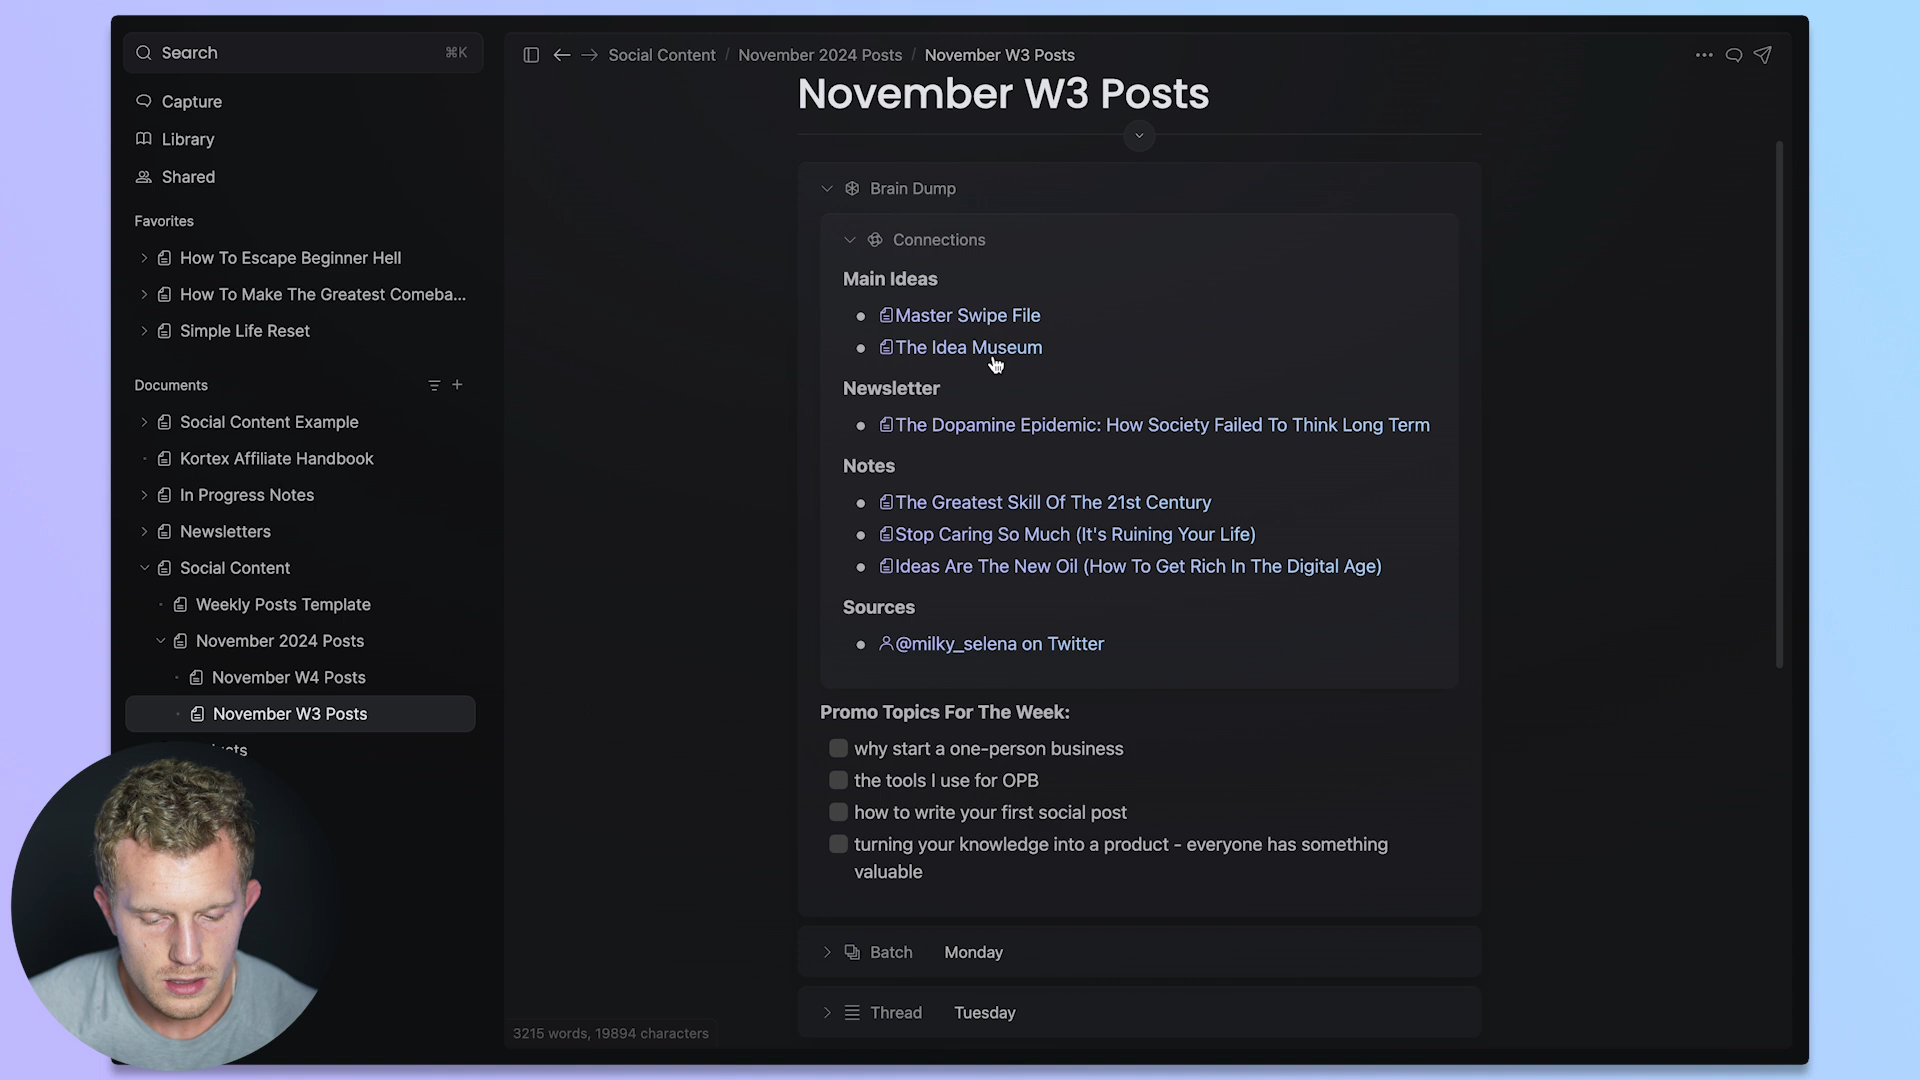 Search ⌘K
Capture
Library
Shared
Favorites
How To Escape Beginner Hell
How To Make The Greatest Comeba...
Simple Life Reset
Documents
Social Content Example
Kortex Affiliate Handbook
In Progress Notes
Newsletters
Social Content
Weekly Posts Template
November 2024 Posts
November W4 Posts
November W3 Posts
Social Content / November 2024 Posts / November W3 Posts
November W3 Posts
Brain Dump
Connections
Main Ideas
Master Swipe File
The Idea Museum
Newsletter
The Dopamine Epidemic: How Society Failed To Think Long Term
Notes
The Greatest Skill Of The 21st Century
Stop Caring So Much (It's Ruining Your Life)
Ideas Are The New Oil (How To Get Rich In The Digital Age)
Sources
@milky_selena on Twitter
Promo Topics For The Week:
why start a one-person business
the tools I use for OPB
how to write your first social post
turning your knowledge into a product - everyone has something
valuable
Batch Monday
Thread Tuesday
3215 words, 19894 characters